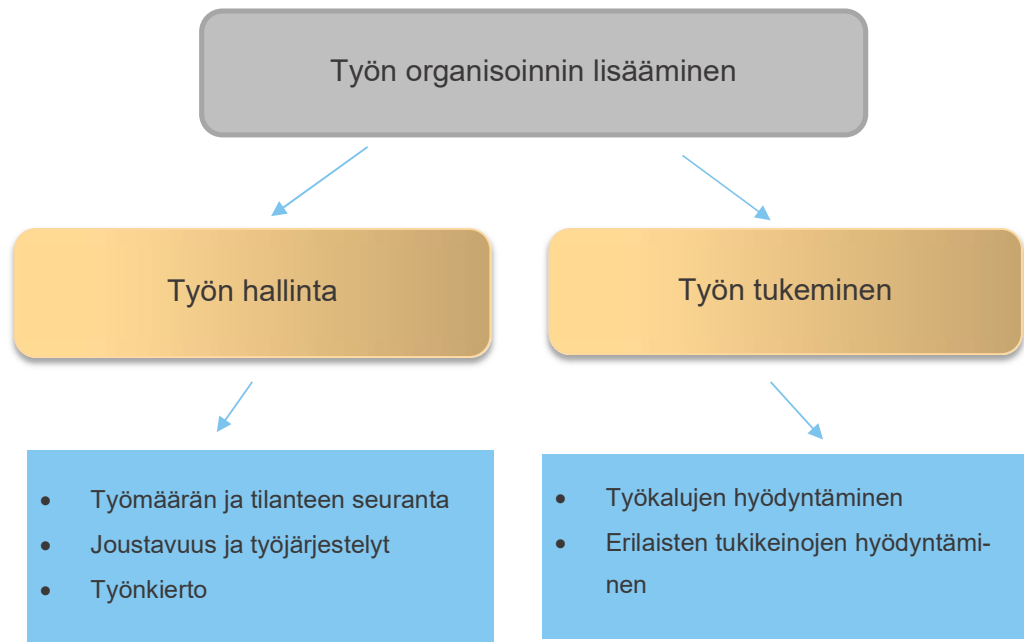 Työn organisoinnin lisääminen
Työn hallinta
Työn tukeminen
• Työmäärän ja tilanteen seuranta
• Joustavuus ja työjärjestelyt
• Työnkierto
• Työkalujen hyödyntäminen
• Erilaisten tukikeinojen hyödyntämi-
nen